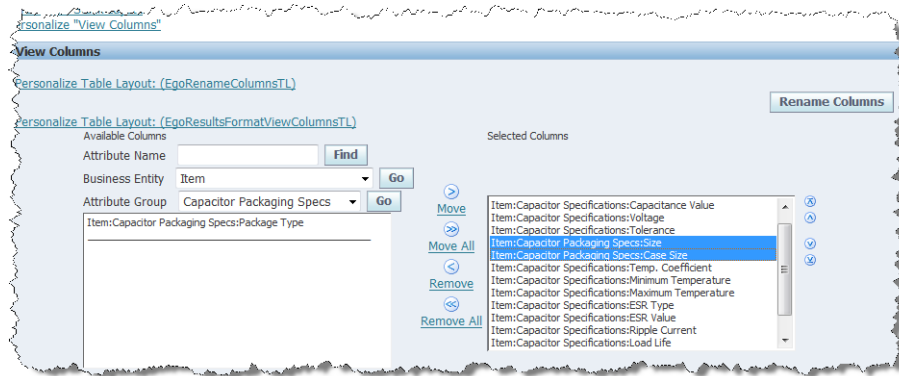 ersonalize "View Columns"
View Columns
Personalize Table Layout: (EgoRenameColumnsTL)
Rename Columns
Personalize Table Layout: (EgoResultsFormatViewColumnsTL)
Available Columns
Selected Columns
Attribute Name
Find
Business Entity Item Go
Attribute Group Capacitor Packaging Specs Go
Item:Capacitor Packaging Specs:Package Type
Move
Move All
Remove
Remove All
Item:Capacitor Specifications:Capacitance Value
Item:Capacitor Specifications:Voltage
Item:Capacitor Specifications:Tolerance
Item:Capacitor Packaging Specs:Size
Item:Capacitor Packaging Specs:Case Size
Item:Capacitor Specifications:Temp. Coefficient
Item:Capacitor Specifications:Minimum Temperature
Item:Capacitor Specifications:Maximum Temperature
Item:Capacitor Specifications:ESR Type
Item:Capacitor Specifications:ESR Value
Item:Capacitor Specifications:Ripple Current
Item:Capacitor Specifications:Load Life